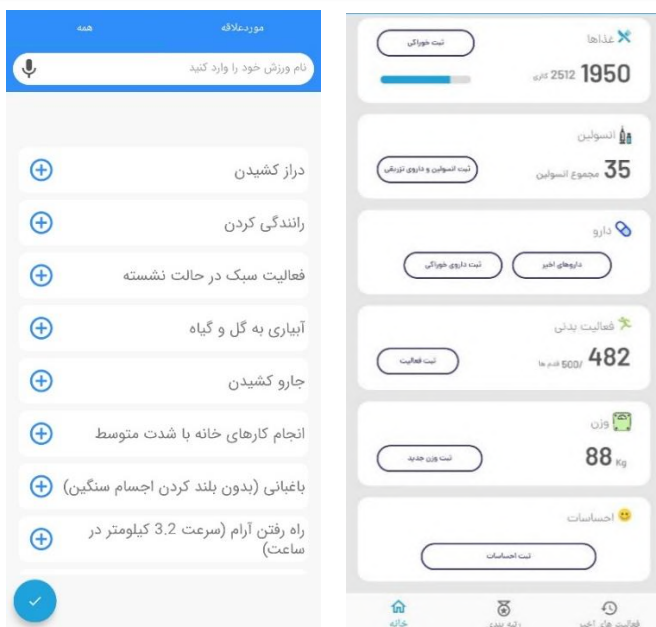 موردعلاقه
همه
نام ورزش خود را وارد کنید
دراز کشیدن
رانندگی کردن
فعالیت سبک در حالت نشسته
آبیاری به گل و گیاه
جارو کشیدن
انجام کارهای خانه با شدت متوسط
باغبانی (بدون بلند کردن اجسام سنگین)
راه رفتن آرام (سرعت 3.2 کیلومتر در
ساعت)
غذاها
ثبت خوراکی
1950 2512 کالری
انسولین
35 مجموع انسولین
ثبت انسولین و داروی تزریقی
دارو
داروهای اخیر
ثبت داروی خوراکی
فعالیت بدنی
482 /500 قدم ها
ثبت فعالیت
وزن
88 Kg
ثبت وزن جدید
احساسات
ثبت احساسات
فعالیت های اخیر
رتبه بندی
خانه